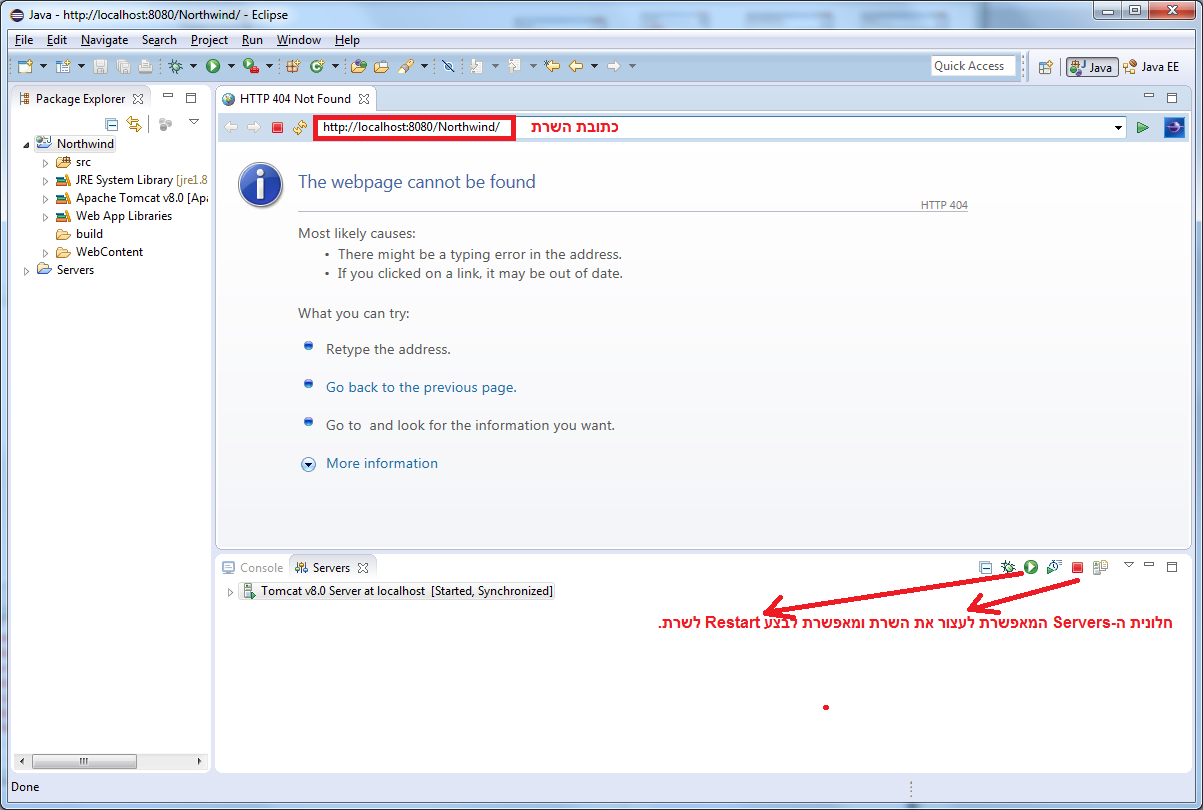 Java - http://localhost:8080/Northwind/ - Eclipse
File Edit Navigate Search Project Run Window Help
Quick Access Java Java EE
Package Explorer
Northwind
src
JRE System Library [jre1.8
Apache Tomcat v8.0 [Apa
Web App Libraries
build
WebContent
Servers
HTTP 404 Not Found
http://localhost:8080/Northwind/ כתובת השרת
The webpage cannot be found
HTTP 404
Most likely causes:
• There might be a typing error in the address.
• If you clicked on a link, it may be out of date.
What you can try:
Retype the address.
Go back to the previous page.
Go to and look for the information you want.
More information
Console Servers
Tomcat v8.0 Server at localhost [Started, Synchronized]
חלונית ה-Servers המאפשרת לעצור את השרת ומאפשרת לבצע Restart לשרת.
Done